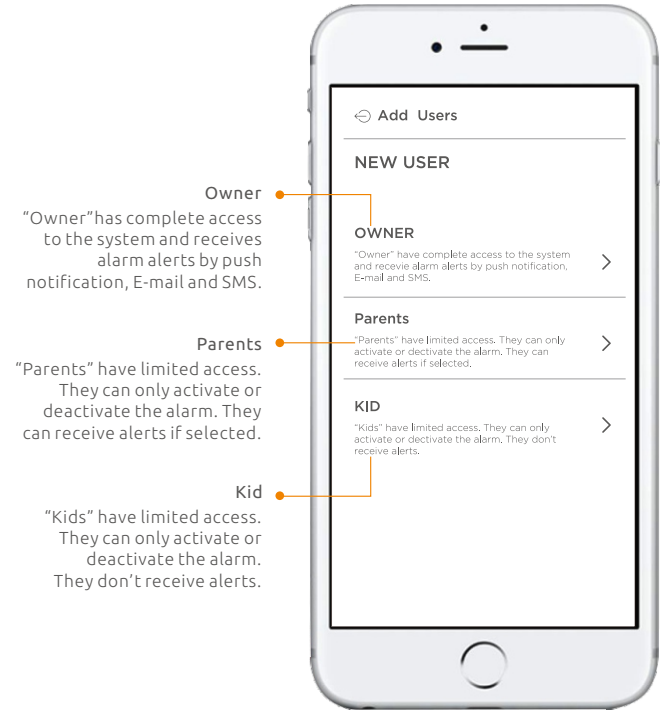 Add Users
NEW USER
Owner
“Owner”has complete access
to the system and receives
alarm alerts by push
notification, E-mail and SMS.
OWNER
"Owner" have complete access to the system
and recevie alarm alerts by push notification,
E-mail and SMS.
Parents
“Parents” have limited access.
They can only activate or
deactivate the alarm. They
can receive alerts if selected.
Parents
"Parents" have limited access. They can only
activate or dectivate the alarm. They can
receive alerts if selected.
Kid
“Kids” have limited access.
They can only activate or
deactivate the alarm.
They don’t receive alerts.
KID
"Kids" have limited access. They can only
activate or dectivate the alarm. They don't
receive alerts.